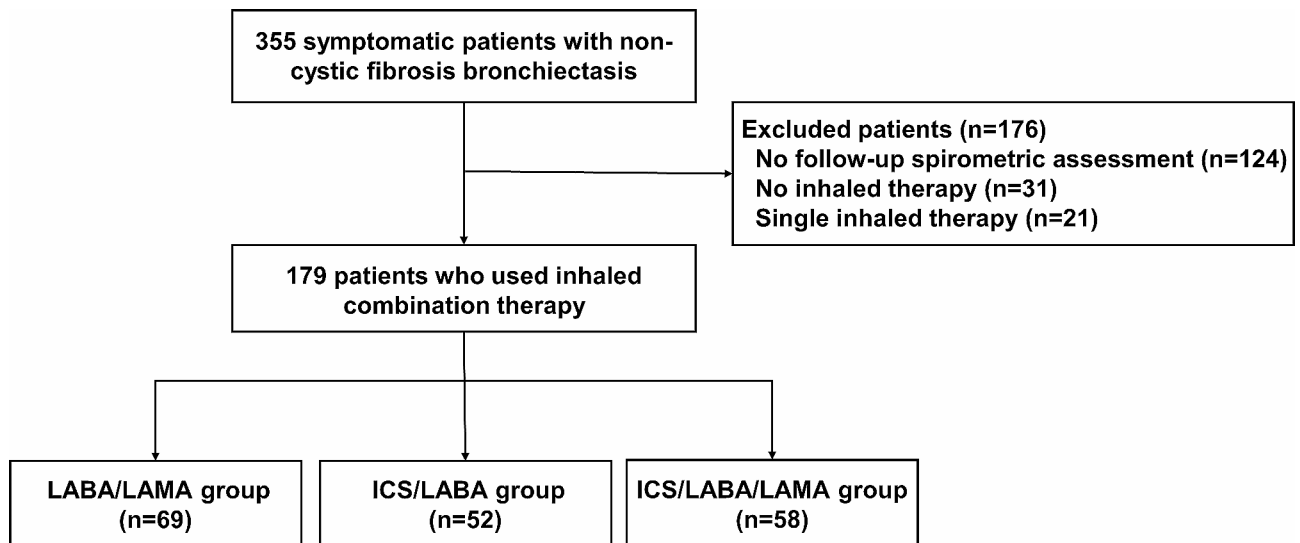 355 symptomatic patients with non-
cystic fibrosis bronchiectasis
Excluded patients (n=176)
No follow-up spirometric assessment (n=124)
No inhaled therapy (n=31)
Single inhaled therapy (n=21)
179 patients who used inhaled
combination therapy
LABA/LAMA group
(n=69)
ICS/LABA group
(n=52)
ICS/LABA/LAMA group
(n=58)